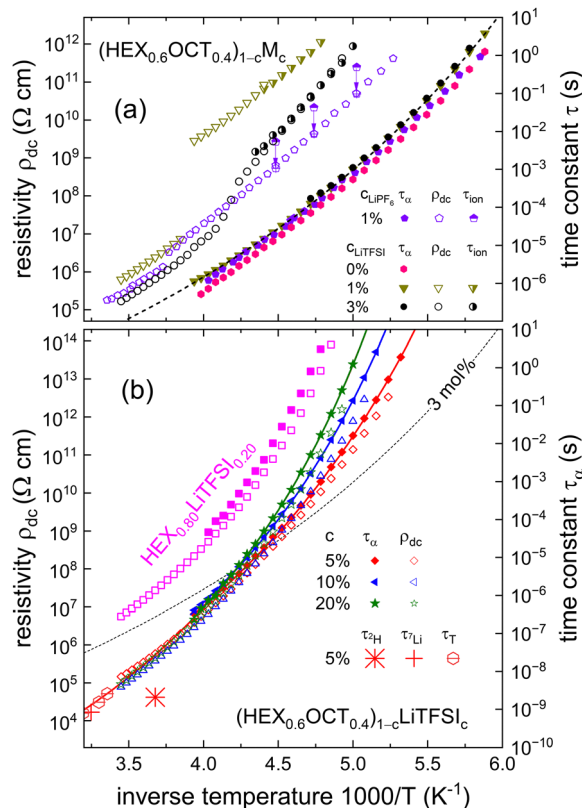 (HEX0.6OCT0.4)1−cMc
(a)
resistivity ρdc (Ω cm)
10^12
10^11
10^10
10^9
10^8
10^7
10^6
10^5
time constant τ (s)
10^1
10^0
10^-1
10^-2
10^-3
10^-4
10^-5
10^-6
cLiPF6 τα ρdc τion
1%
cLiTFSI τα ρdc τion
0%
1%
3%
(b)
resistivity ρdc (Ω cm)
10^14
10^13
10^12
10^11
10^10
10^9
10^8
10^7
10^6
10^5
10^4
time constant τα (s)
10^1
10^0
10^-1
10^-2
10^-3
10^-4
10^-5
10^-6
10^-7
10^-8
10^-9
10^-10
HEX0.80LiTFSI0.20
3 mol%
c τα ρdc
5%
10%
20%
τ2H τ7Li τT
5%
(HEX0.6OCT0.4)1−cLiTFSIc
3.5 4.0 4.5 5.0 5.5 6.0
inverse temperature 1000/T (K^-1)